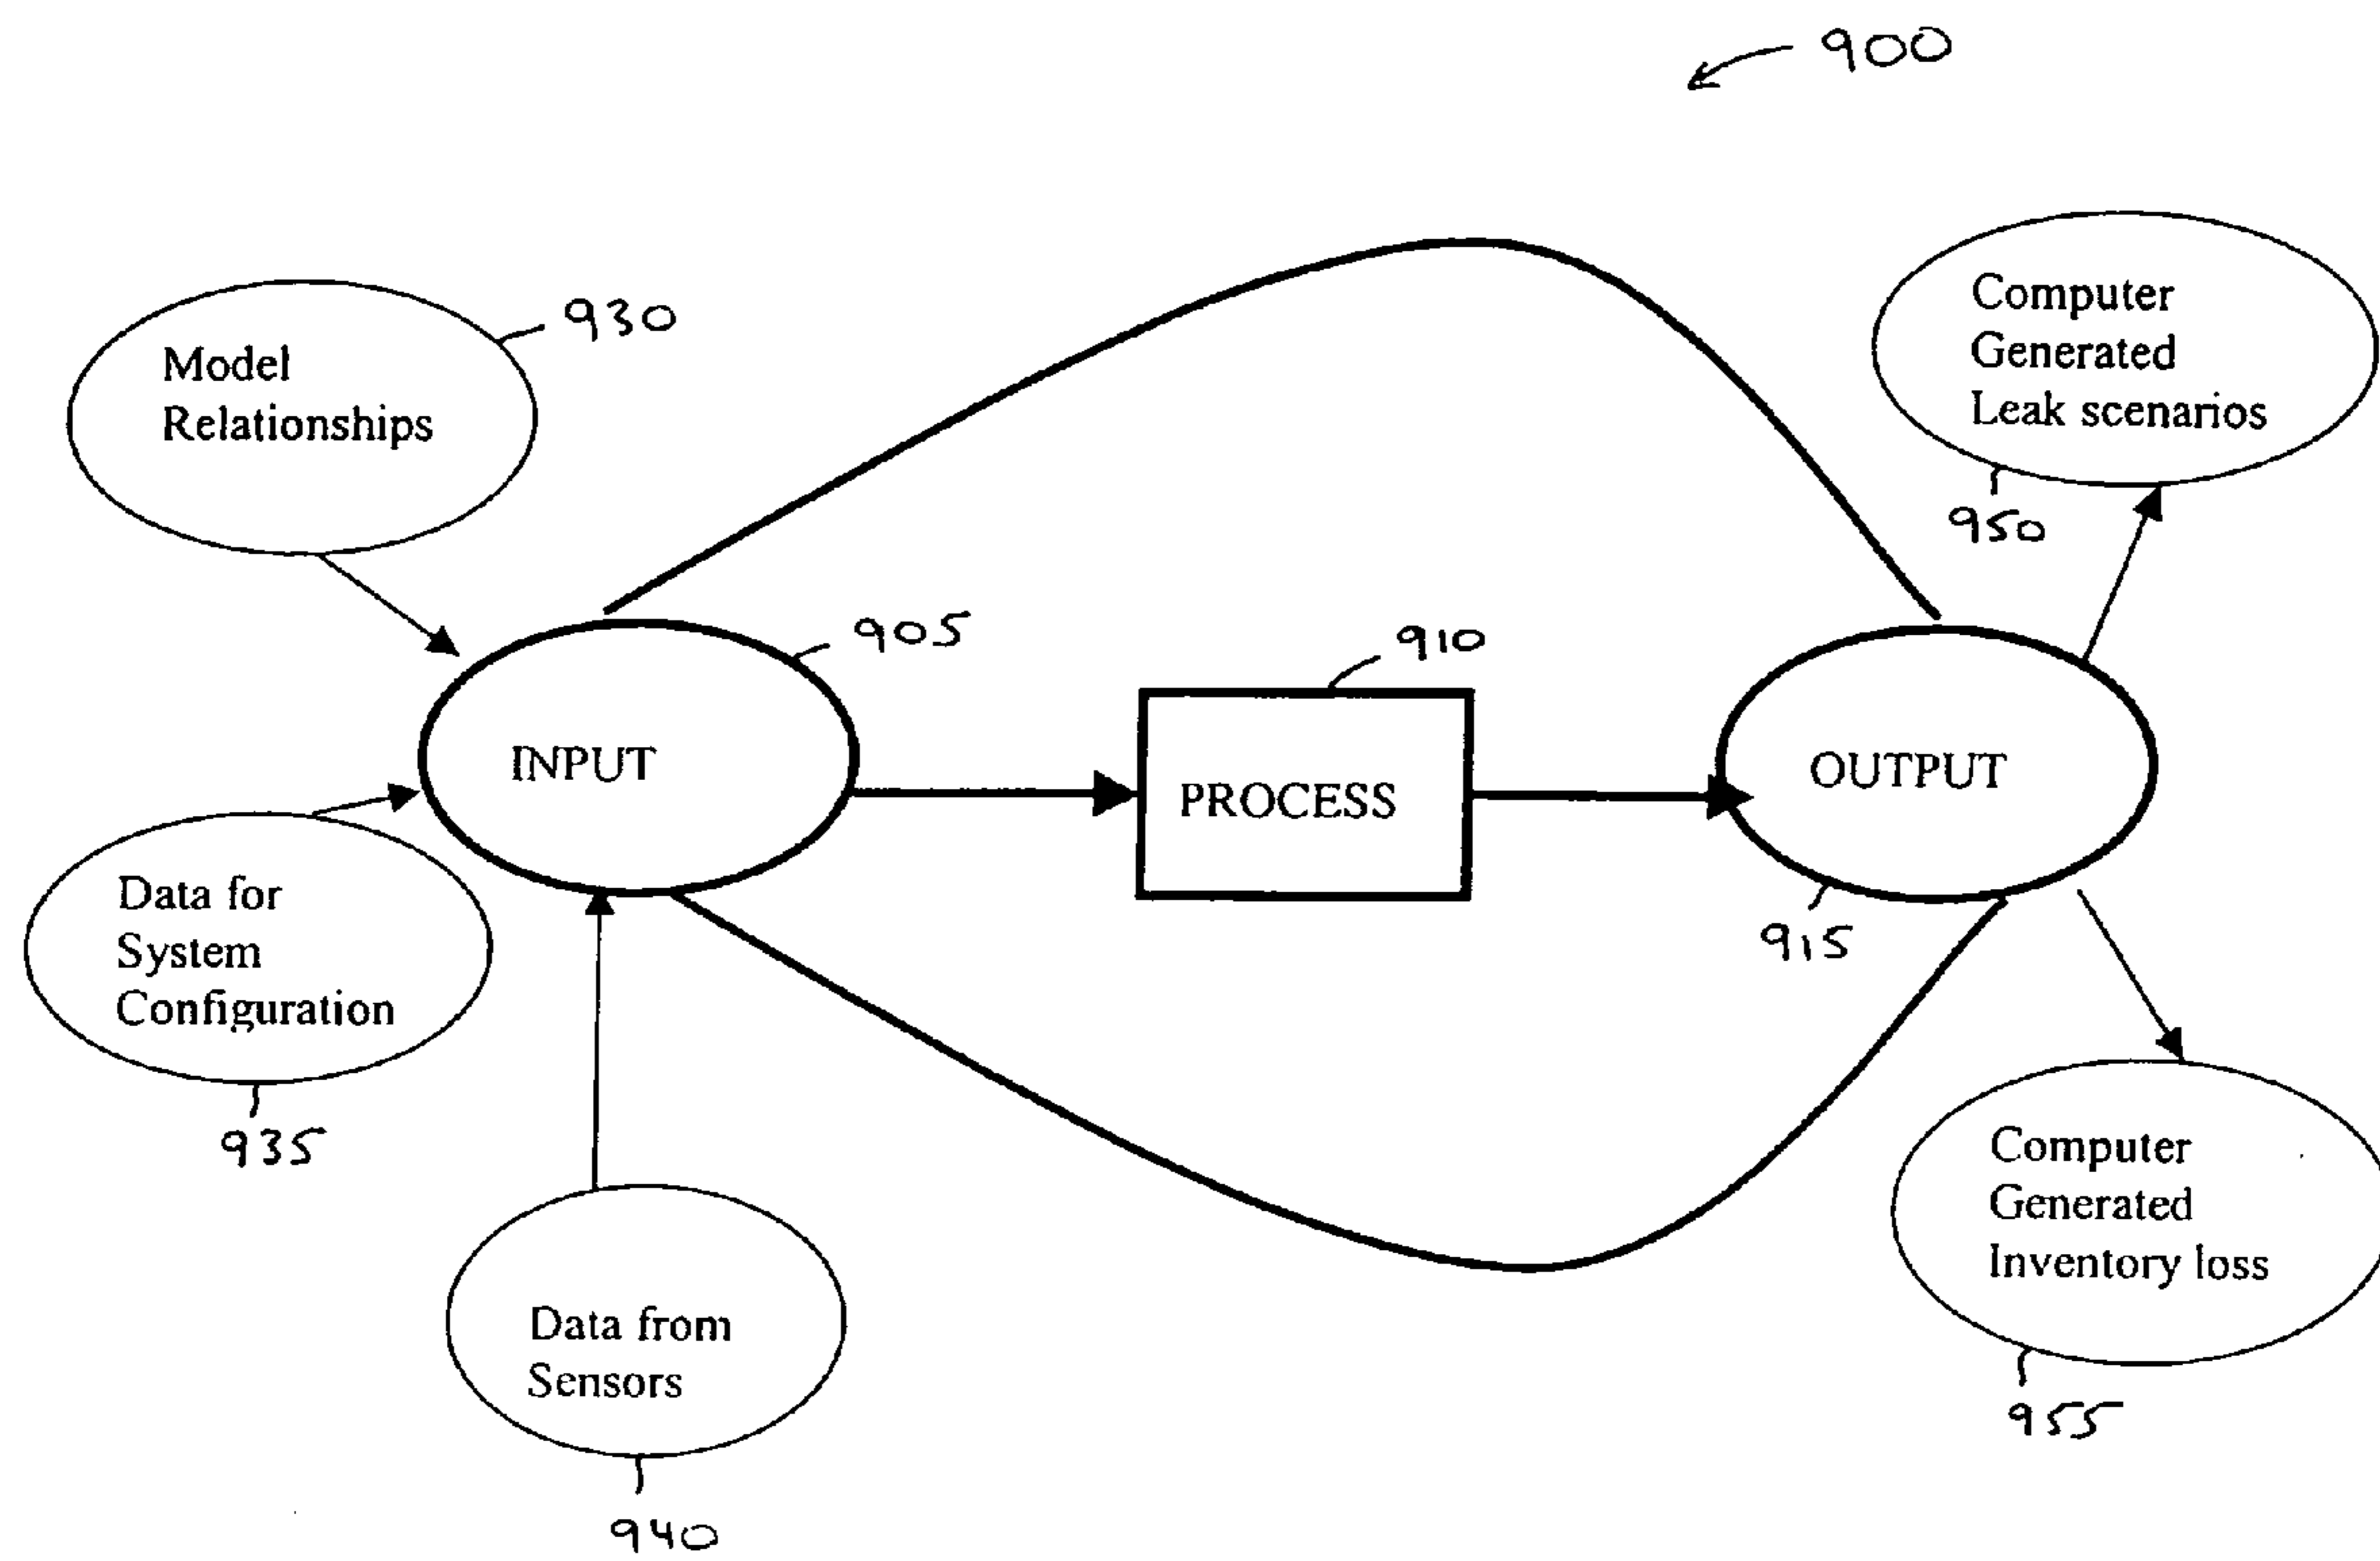 900
Model
Relationships
930
Computer
Generated
Leak scenarios
950
INPUT
905
PROCESS
910
OUTPUT
915
Data for
System
Configuration
935
Data from
Sensors
940
Computer
Generated
Inventory loss
955